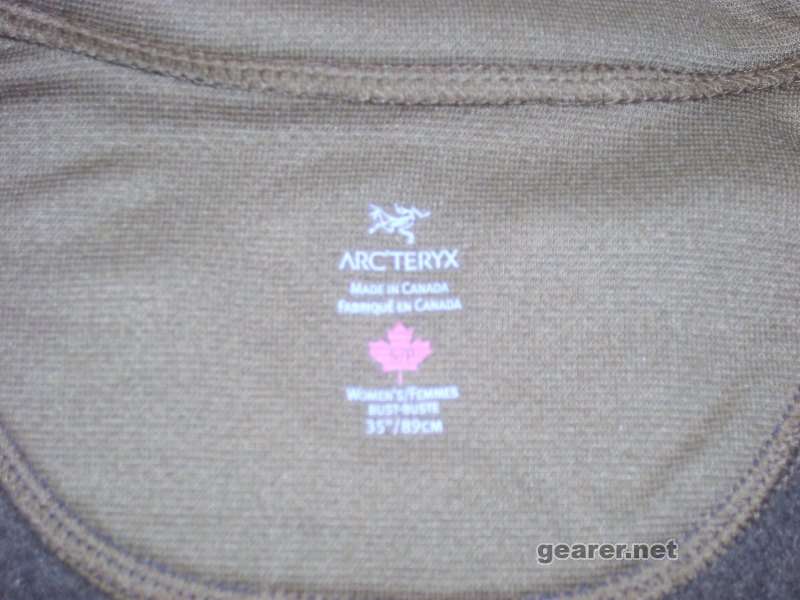 ARC'TERYX
MADE IN CANADA
FABRIQUÉ EN CANADA
S/P
WOMEN'S/FEMMES
BUST-BUSTE
35"/89CM
gearer.net